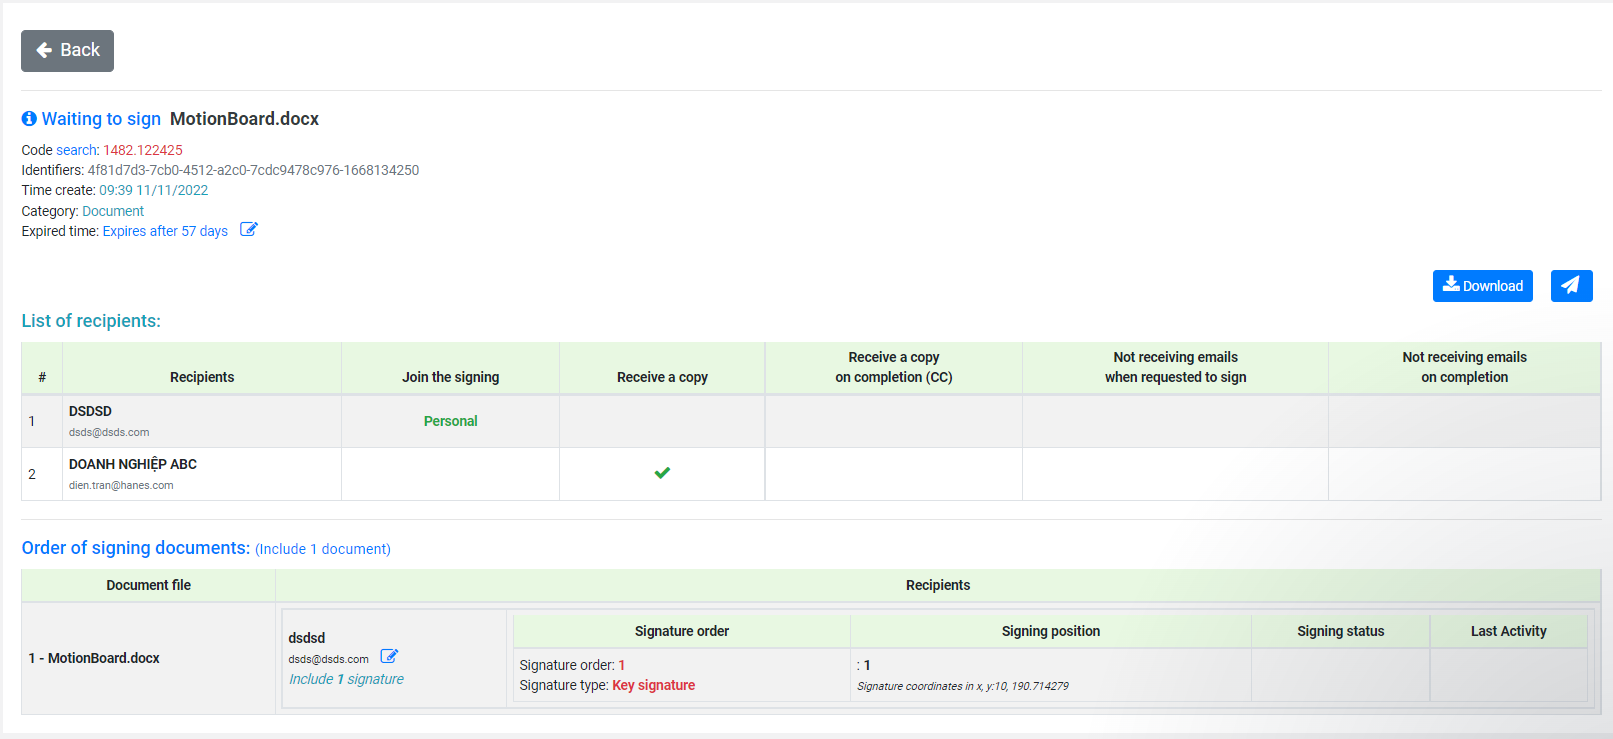 Back
Waiting to sign MotionBoard.docx
Code search: 1482.122425
Identifiers: 4f81d7d3-7cb0-4512-a2c0-7cdc9478c976-1668134250
Time create: 09:39 11/11/2022
Category: Document
Expired time: Expires after 57 days
Download
List of recipients:
# Recipients Join the signing Receive a copy Receive a copy on completion (CC) Not receiving emails when requested to sign Not receiving emails on completion
1 DSDSD Personal
dsds@dsds.com
2 DOANH NGHIỆP ABC
dien.tran@hanes.com
Order of signing documents: (Include 1 document)
Document file Recipients
1 - MotionBoard.docx
dsdsd
dsds@dsds.com
Include 1 signature
Signature order Signing position Signing status Last Activity
Signature order: 1 : 1
Signature type: Key signature Signature coordinates in x, y:10, 190.714279